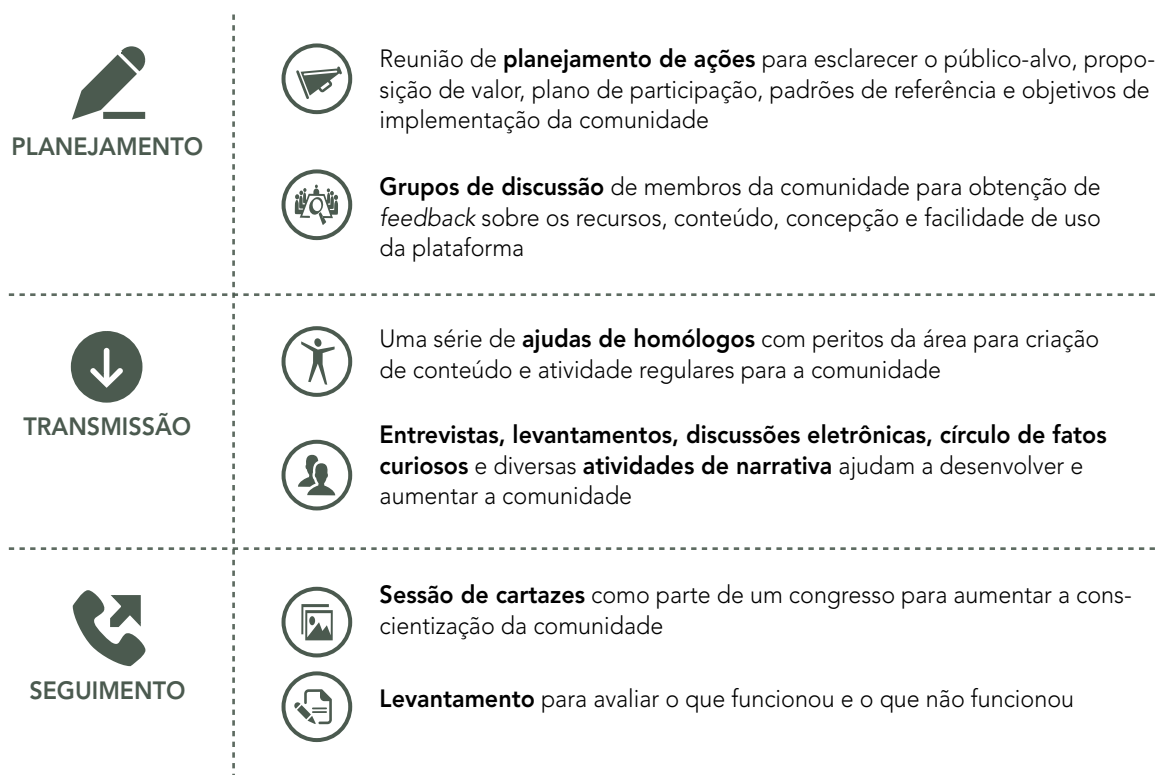 PLANEJAMENTO
Reunião de planejamento de ações para esclarecer o público-alvo, propo-
sição de valor, plano de participação, padrões de referência e objetivos de
implementação da comunidade
Grupos de discussão de membros da comunidade para obtenção de
feedback sobre os recursos, conteúdo, concepção e facilidade de uso
da plataforma
TRANSMISSÃO
Uma série de ajudas de homólogos com peritos da área para criação
de conteúdo e atividade regulares para a comunidade
Entrevistas, levantamentos, discussões eletrônicas, círculo de fatos
curiosos e diversas atividades de narrativa ajudam a desenvolver e
aumentar a comunidade
SEGUIMENTO
Sessão de cartazes como parte de um congresso para aumentar a cons-
cientização da comunidade
Levantamento para avaliar o que funcionou e o que não funcionou